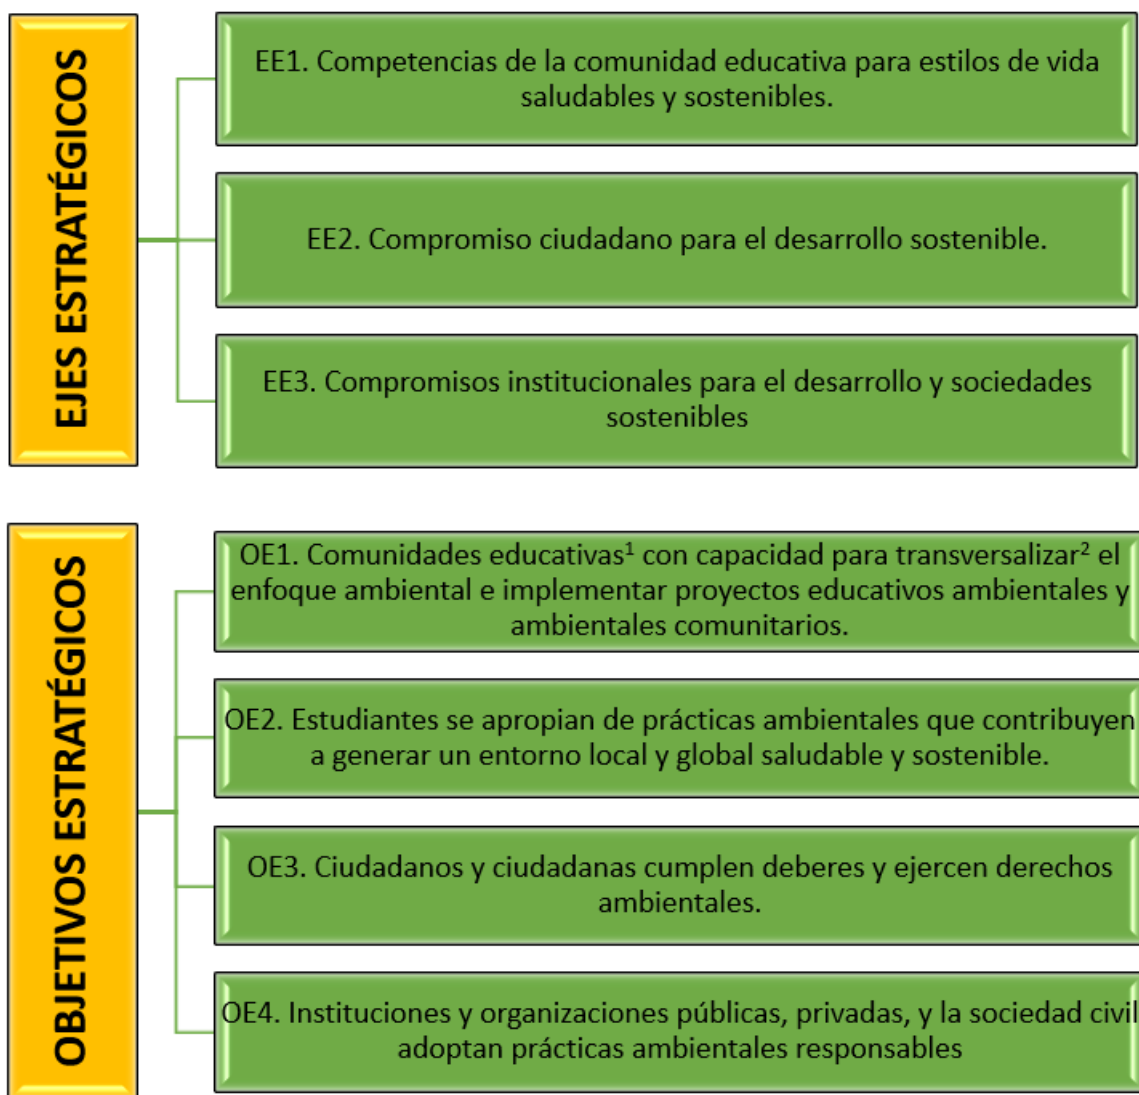 EJES ESTRATÉGICOS
EE1. Competencias de la comunidad educativa para estilos de vida
saludables y sostenibles.
EE2. Compromiso ciudadano para el desarrollo sostenible.
EE3. Compromisos institucionales para el desarrollo y sociedades
sostenibles
OBJETIVOS ESTRATÉGICOS
OE1. Comunidades educativas¹ con capacidad para transversalizar² el
enfoque ambiental e implementar proyectos educativos ambientales y
ambientales comunitarios.
OE2. Estudiantes se apropian de prácticas ambientales que contribuyen
a generar un entorno local y global saludable y sostenible.
OE3. Ciudadanos y ciudadanas cumplen deberes y ejercen derechos
ambientales.
OE4. Instituciones y organizaciones públicas, privadas, y la sociedad civil
adoptan prácticas ambientales responsables